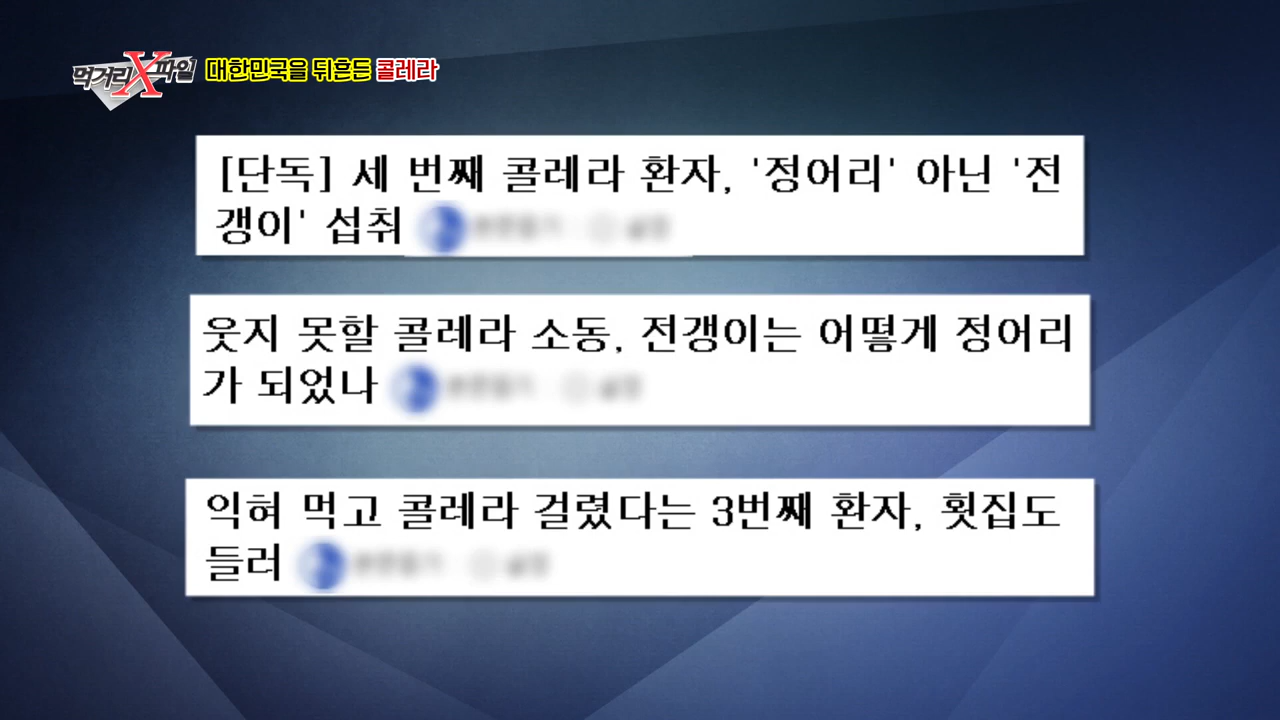 먹거리X파일 대한민국을 뒤흔든 콜레라
[단독] 세 번째 콜레라 환자, '정어리' 아닌 '전
갱이' 섭취
웃지 못할 콜레라 소동, 전갱이는 어떻게 정어리
가 되었나
익혀 먹고 콜레라 걸렸다는 3번째 환자, 횟집도
들러